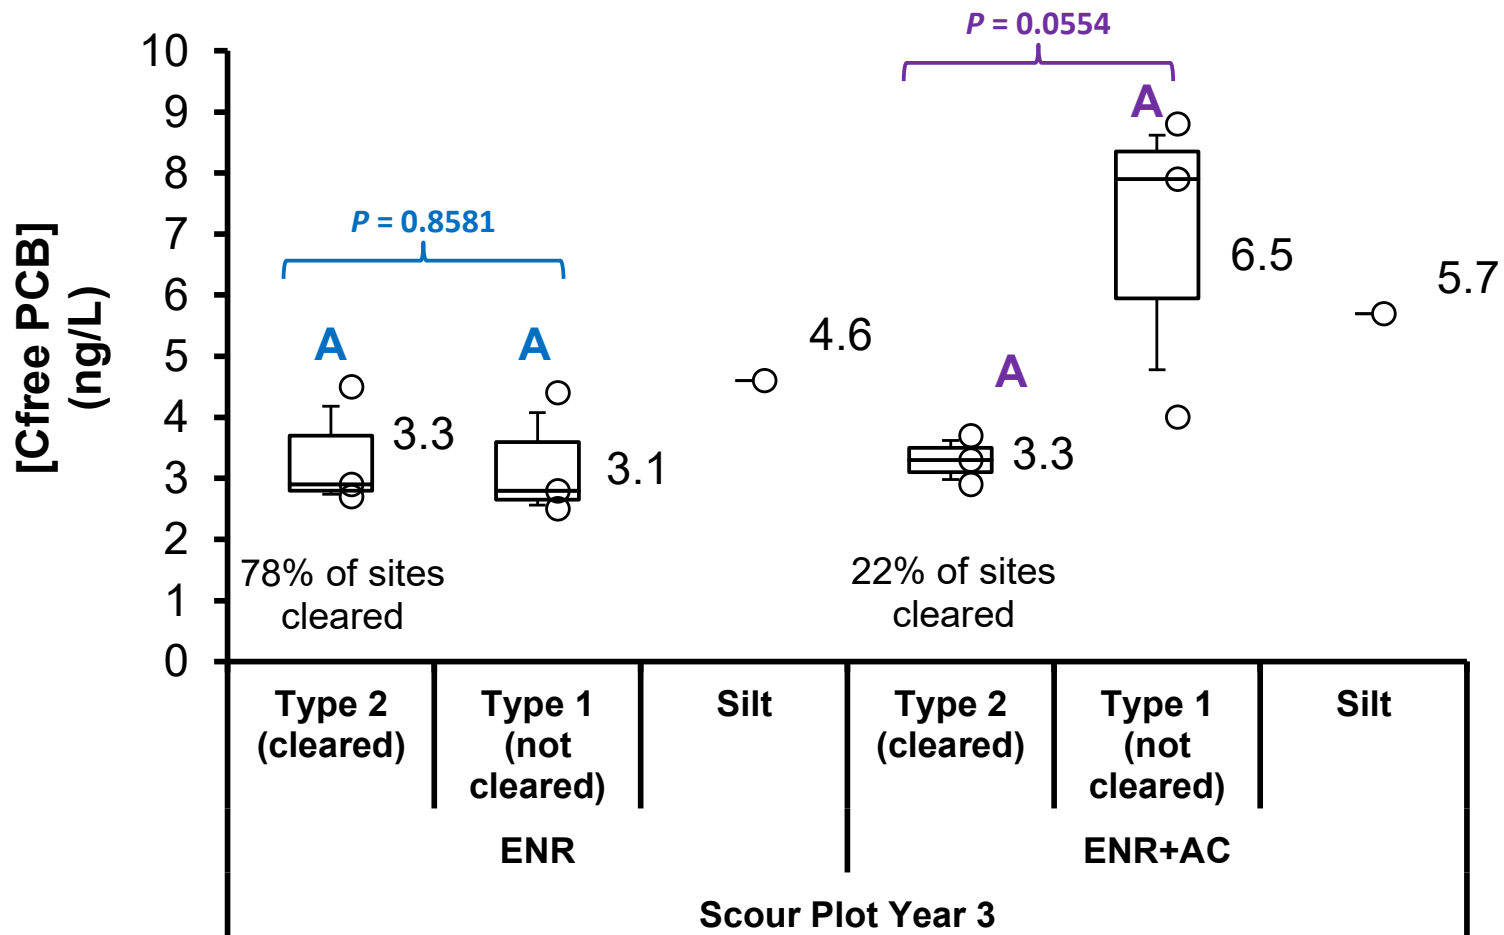 P = 0.0554
10
9
8
7
6
5
4
3
2
1
0
[Cfree PCB]
(ng/L)
P = 0.8581
A
A
A
A
3.3
3.1
4.6
3.3
6.5
5.7
78% of sites
cleared
22% of sites
cleared
Type 2
(cleared)
Type 1
(not
cleared)
Silt
Type 2
(cleared)
Type 1
(not
cleared)
Silt
ENR
ENR+AC
Scour Plot Year 3